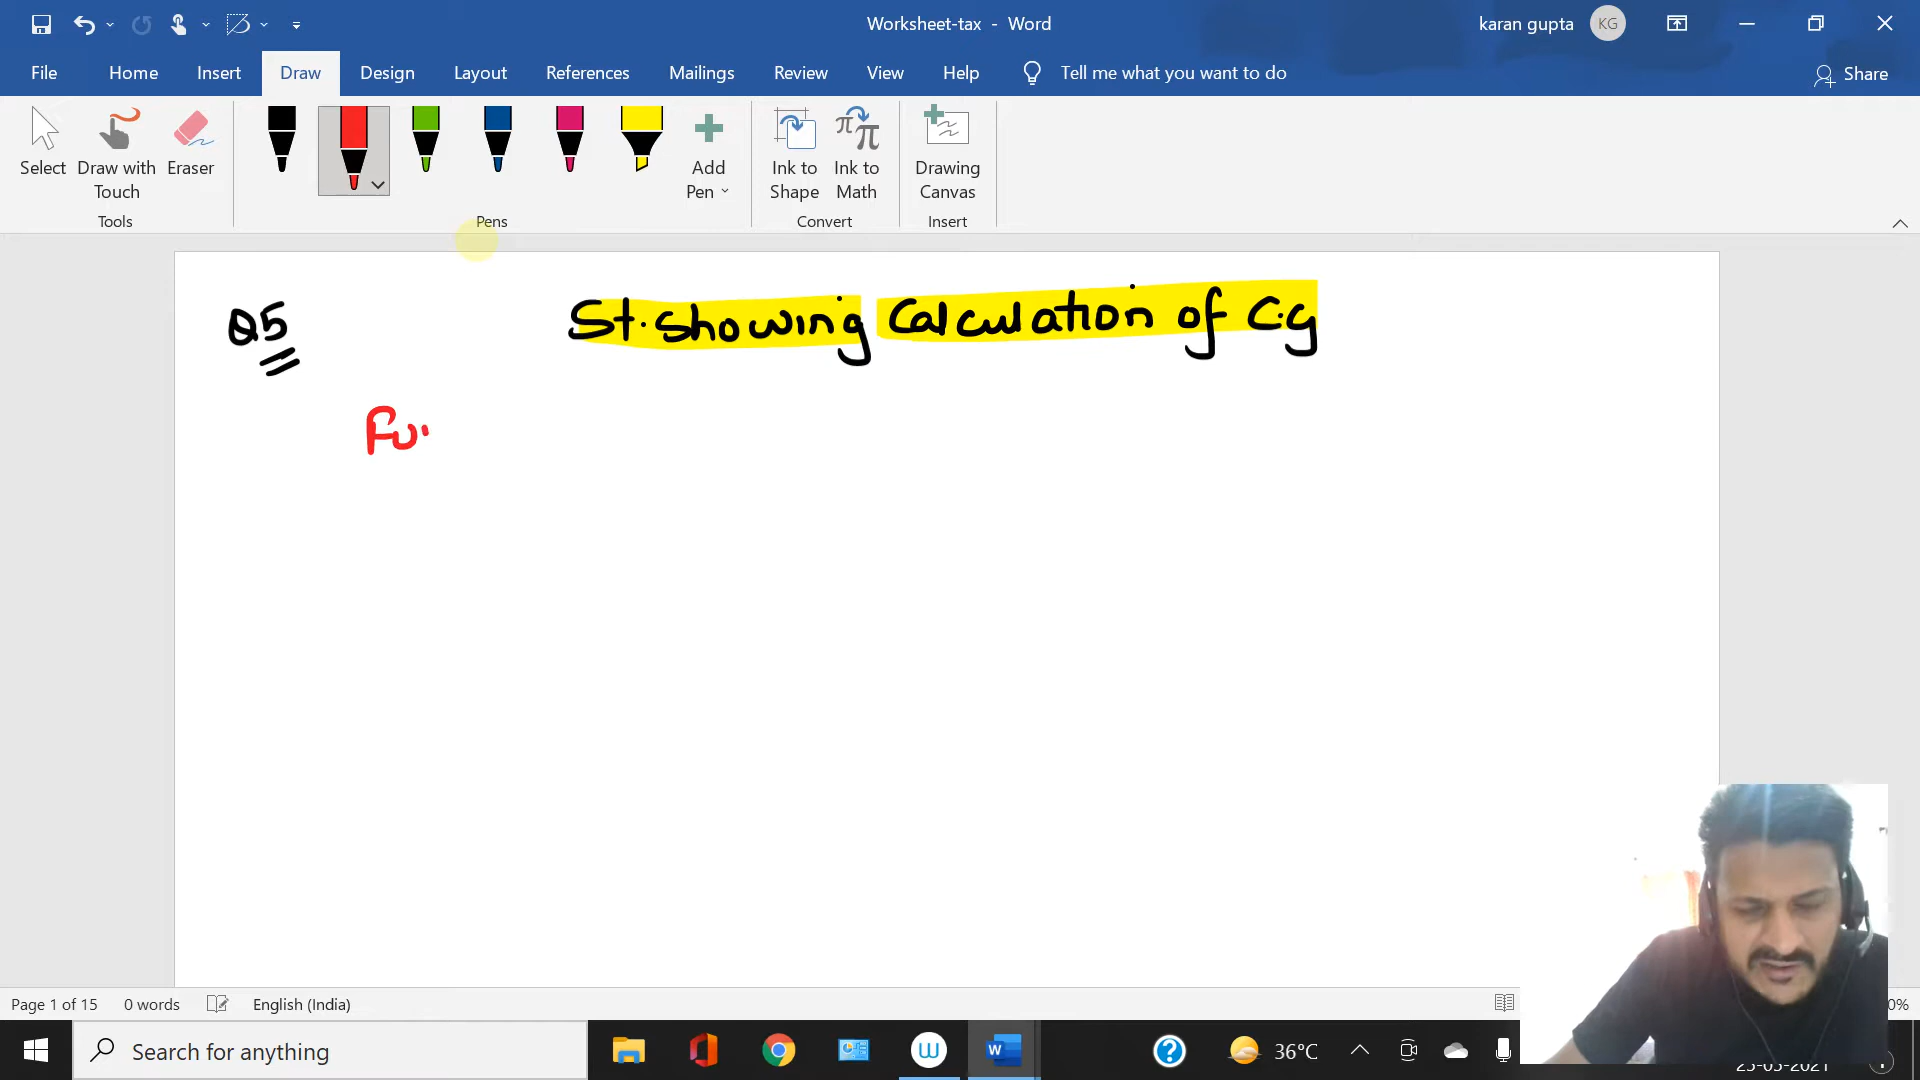 Worksheet-tax - Word
karan gupta KG
File Home Insert Draw Design Layout References Mailings Review View Help Tell me what you want to do Share
Select Draw with Touch Eraser Add Pen Ink to Shape Ink to Math Drawing Canvas
Tools Pens Convert Insert
Q5 St. Showing Calculation of C.G
Page 1 of 15 0 words English (India) 0%
Search for anything W 36°C